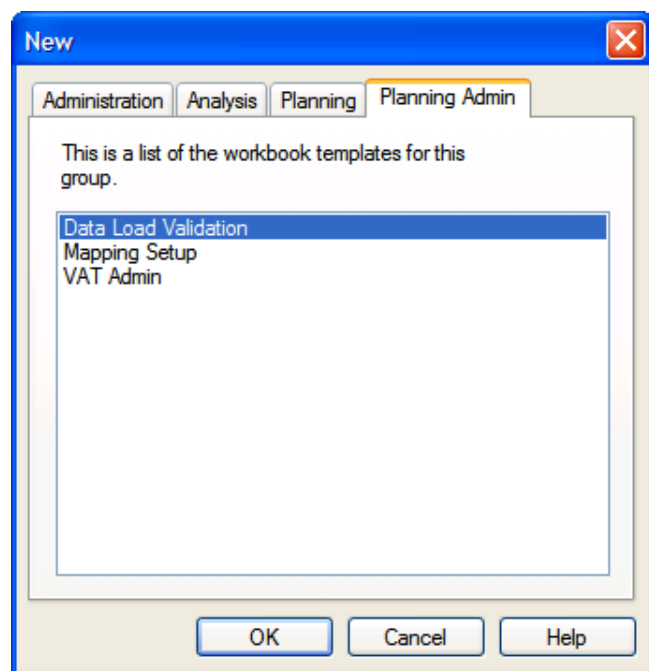 New
Administration Analysis Planning Planning Admin
This is a list of the workbook templates for this
group.
Data Load Validation
Mapping Setup
VAT Admin
OK Cancel Help